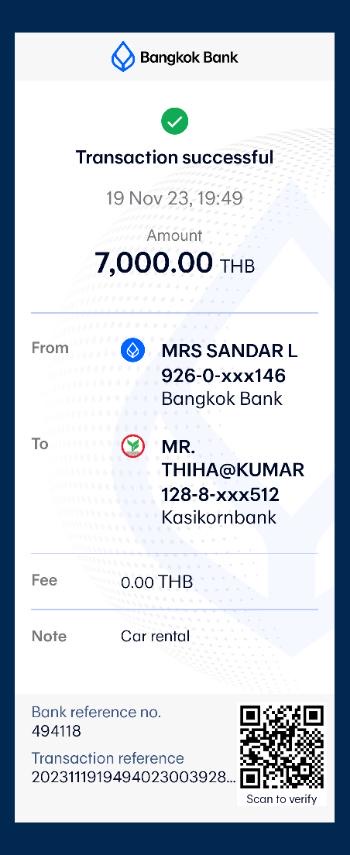 Bangkok Bank
Transaction successful
19 Nov 23, 19:49
Amount
7,000.00 THB
From
MRS SANDAR L
926-0-xxx146
Bangkok Bank
To
MR.
THIHA@KUMAR
128-8-xxx512
Kasikornbank
Fee 0.00 THB
Note Car rental
Bank reference no.
494118
Transaction reference
2023111919494023003928...
Scan to verify